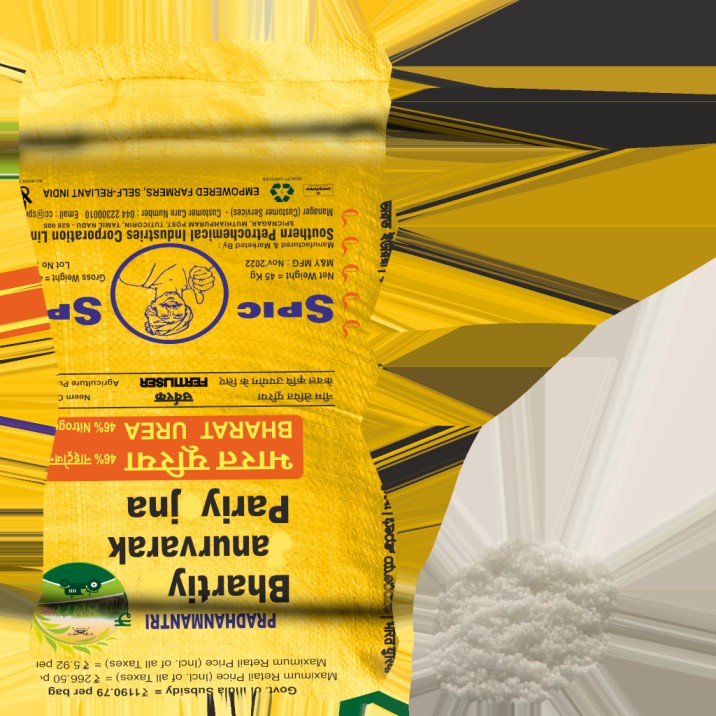 Govt. of India Subsidy = ₹1190.79 per bag
Maximum Retail Price (Incl. of all Taxes) = ₹ 266.50
Maximum Retail Price (Incl. of all Taxes) = ₹ 5.92 per
PRADHANMANTRI
Bhartiy
anurvarak
Pariy jna
भारत यूरिया 46% नाइट्रोजन
BHARAT UREA 46% Nitrog
नीम लेपित यूरिया उर्वरक Neem
केवल कृषि उपयोग के लिए FERTILISER Agriculture
SPIC SP
Net Weight = 45 Kg Gross Weight =
M&Y MFG : Nov'2022 Lot No :
Manufactured & Marketed By :
Southern Petrochemical Industries Corporation Lim
SPICNAGAR, MUTHIAHPURAM POST, TUTICORIN, TAMIL NADU - 628 005
Manager (Customer Services) - Customer Care Number : 044 22300010 Email : cc@sp
EMPOWERED FARMERS, SELF-RELIANT INDIA